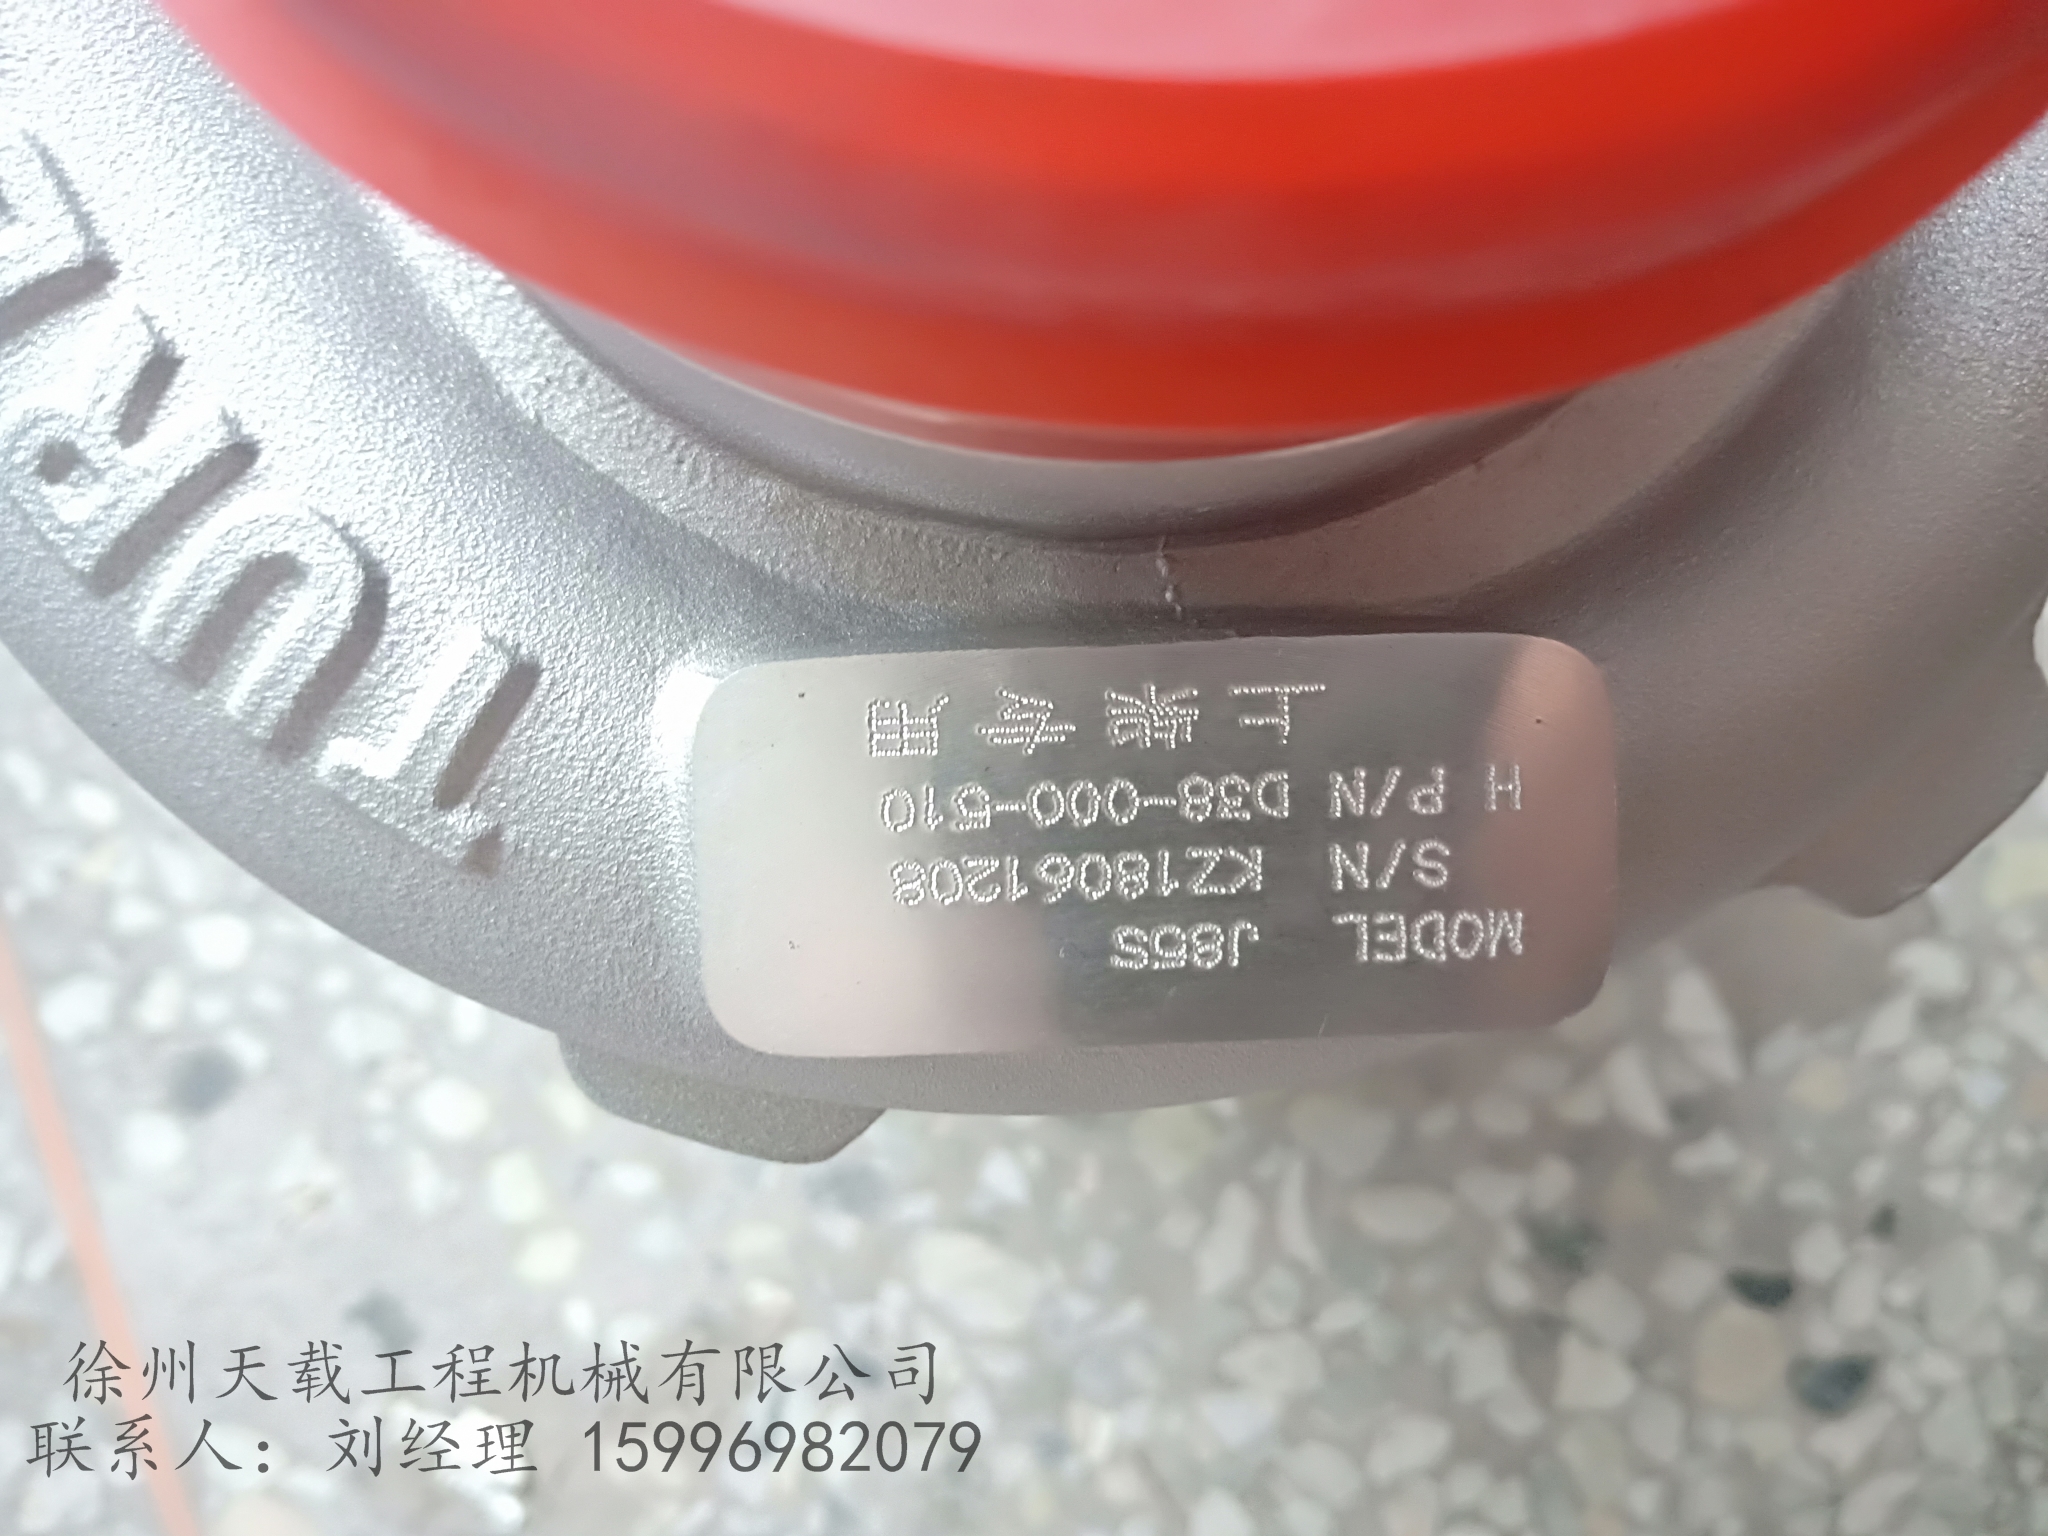 MODEL J85S
S/N KZ18061208
H P/N D38-000-510
上柴专用
TUR
徐州天载工程机械有限公司
联系人：刘经理 15996982079